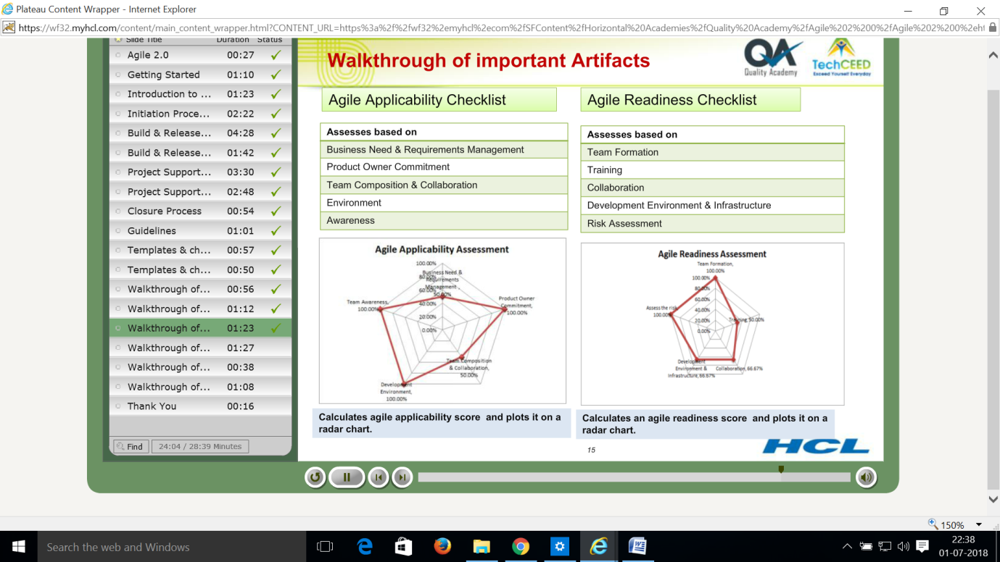 Plateau Content Wrapper - Internet Explorer
https://wf32.myhcl.com/content/main_content_wrapper.html?CONTENT_URL=https%3a%2f%2fwf32%2emyhcl%2ecom%2fSFContent%2fHorizontal%20Academies%2fQuality%20Academy%2fAgile%202%200%2fAgile%202%200%2eht
Slide Title Duration Status
Agile 2.0 00:27
Getting Started 01:10
Introduction to ... 01:23
Initiation Proce... 02:22
Build & Release... 04:28
Build & Release... 01:42
Project Support... 03:30
Project Support... 02:48
Closure Process 00:54
Guidelines 01:01
Templates & ch... 00:57
Templates & ch... 00:50
Walkthrough of... 00:56
Walkthrough of... 01:12
Walkthrough of... 01:23
Walkthrough of... 01:27
Walkthrough of... 00:38
Walkthrough of... 01:08
Thank You 00:16
Find 24:04 / 28:39 Minutes
Walkthrough of important Artifacts
QA
Quality Academy
TechCEED
Exceed Yourself Everyday
Agile Applicability Checklist
Assesses based on
Business Need & Requirements Management
Product Owner Commitment
Team Composition & Collaboration
Environment
Awareness
Agile Applicability Assessment
100.00%
80.00%
60.00%
40.00%
20.00%
0.00%
Business Need &
Requirements
Management ,
50.00%
Product Owner
Commitment,
100.00%
Team Composition
& Collaboration,
50.00%
Development
Environment,
100.00%
Team Awareness,
100.00%
Calculates agile applicability score and plots it on a
radar chart.
Agile Readiness Checklist
Assesses based on
Team Formation
Training
Collaboration
Development Environment & Infrastructure
Risk Assessment
Agile Readiness Assessment
Team Formation,
100.00%
100.00%
80.00%
60.00%
40.00%
20.00%
0.00%
Training, 50.00%
Collaboration, 66.67%
Development
Environment &
Infrastructure, 66.67%
Assess the risk,
100.00%
Calculates an agile readiness score and plots it on a
radar chart.
15
HCL
150%
Search the web and Windows
22:38
01-07-2018